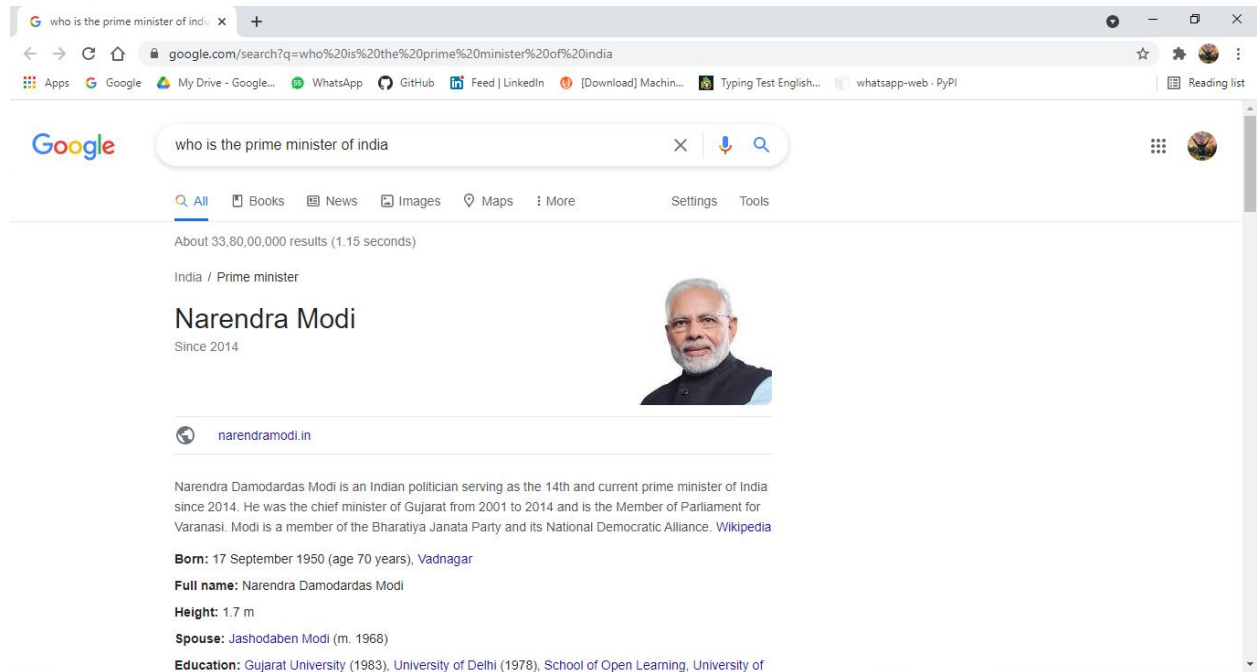 who is the prime minister of indi
google.com/search?q=who%20is%20the%20prime%20minister%20of%20india
Apps Google My Drive - Google... WhatsApp GitHub Feed | LinkedIn [Download] Machin... Typing Test English... whatsapp-web · PyPI Reading list
Google who is the prime minister of india
All Books News Images Maps More Settings Tools
About 33,80,00,000 results (1.15 seconds)
India / Prime minister
Narendra Modi
Since 2014
narendramodi.in
Narendra Damodardas Modi is an Indian politician serving as the 14th and current prime minister of India
since 2014. He was the chief minister of Gujarat from 2001 to 2014 and is the Member of Parliament for
Varanasi. Modi is a member of the Bharatiya Janata Party and its National Democratic Alliance. Wikipedia
Born: 17 September 1950 (age 70 years), Vadnagar
Full name: Narendra Damodardas Modi
Height: 1.7 m
Spouse: Jashodaben Modi (m. 1968)
Education: Gujarat University (1983), University of Delhi (1978), School of Open Learning, University of